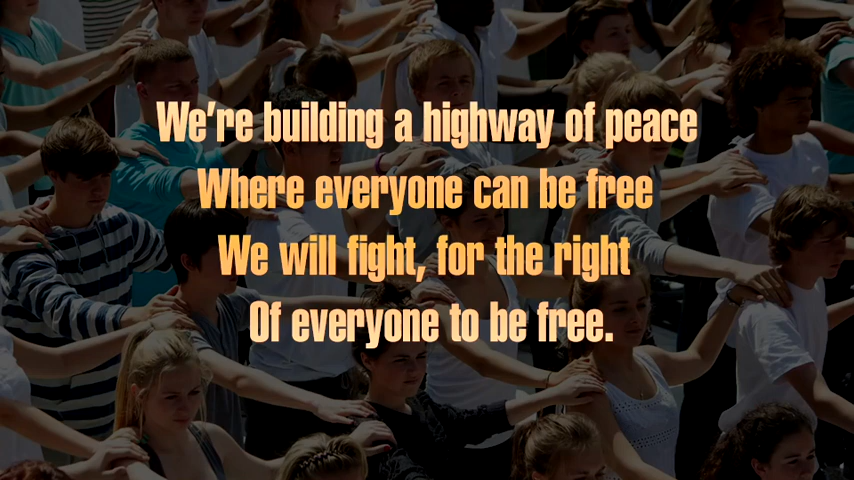 We're building a highway of peace
Where everyone can be free
We will fight, for the right
Of everyone to be free.